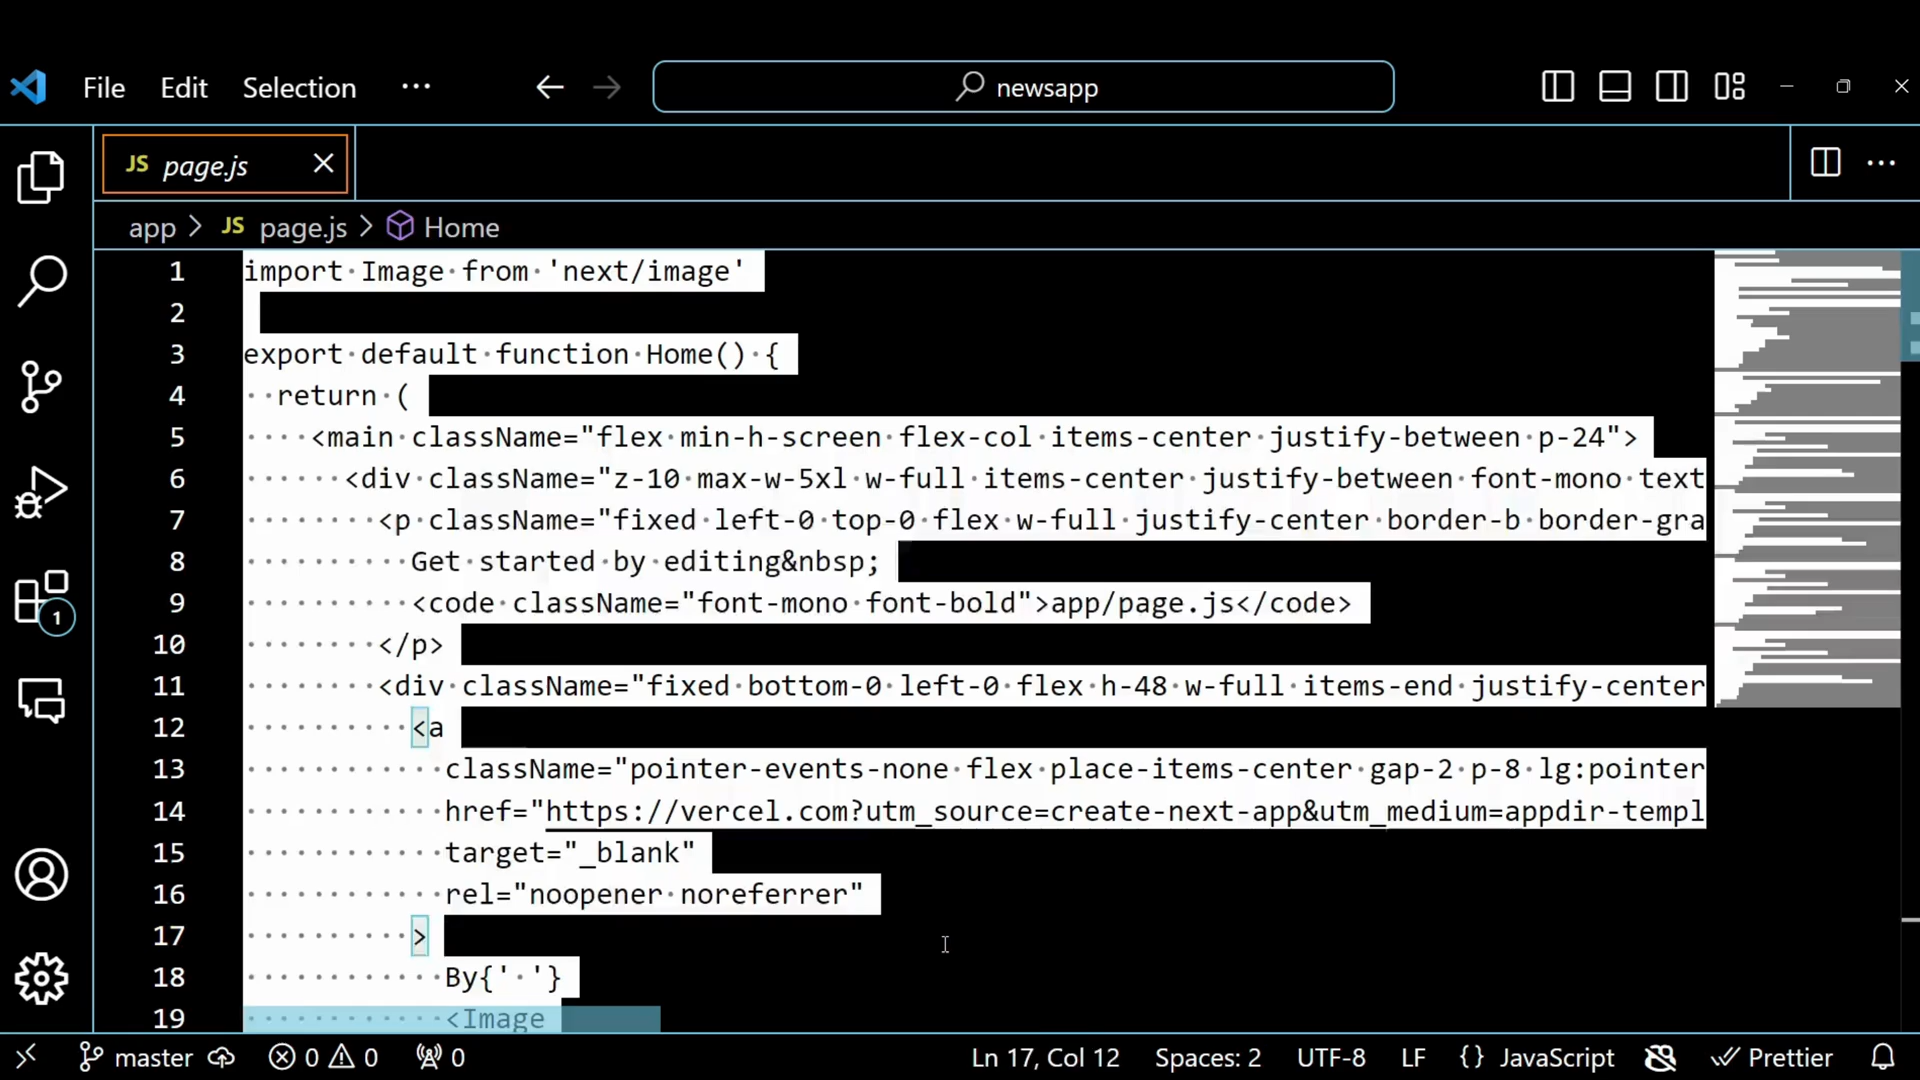 File Edit Selection ··· newsapp
JS page.js
app > JS page.js > Home
1 import Image from 'next/image'
2
3 export default function Home() {
4 return (
5 <main className="flex min-h-screen flex-col items-center justify-between p-24">
6 <div className="z-10 max-w-5xl w-full items-center justify-between font-mono text
7 <p className="fixed left-0 top-0 flex w-full justify-center border-b border-gra
8 Get started by editing&nbsp;
9 <code className="font-mono font-bold">app/page.js</code>
10 </p>
11 <div className="fixed bottom-0 left-0 flex h-48 w-full items-end justify-center
12 <a
13 className="pointer-events-none flex place-items-center gap-2 p-8 lg:pointer
14 href="https://vercel.com?utm_source=create-next-app&utm_medium=appdir-templ
15 target="_blank"
16 rel="noopener noreferrer"
17 >
18 By{' '}
19 <Image
1
master 0 0 0 Ln 17, Col 12 Spaces: 2 UTF-8 LF {} JavaScript Prettier